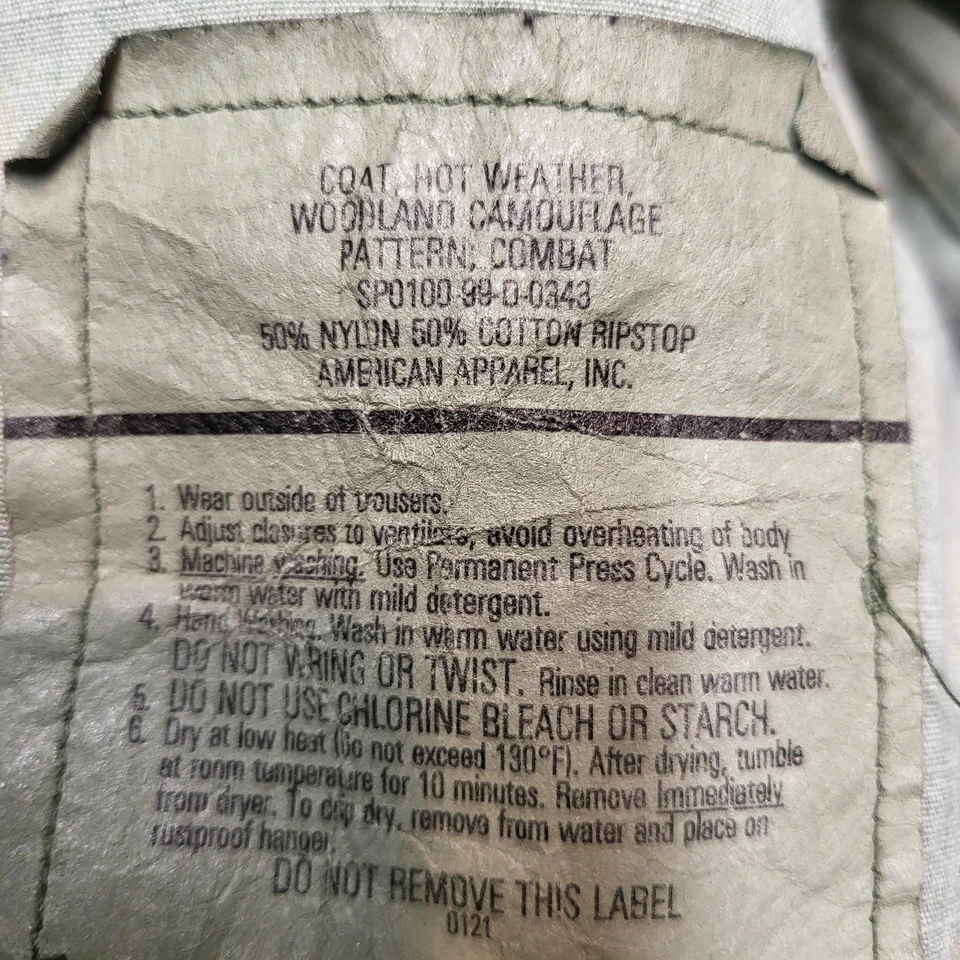 COAT, HOT WEATHER,
WOODLAND CAMOUFLAGE
PATTERN; COMBAT
SP0100-99-D-0343
50% NYLON 50% COTTON RIPSTOP
AMERICAN APPAREL, INC.
1. Wear outside of trousers.
2. Adjust closures to ventilate, avoid overheating of body
3. Machine washing. Use Permanent Press Cycle. Wash in
warm water with mild detergent.
4. Hand Washing. Wash in warm water using mild detergent.
DO NOT WRING OR TWIST. Rinse in clean warm water.
5. DO NOT USE CHLORINE BLEACH OR STARCH.
6. Dry at low heat (Do not exceed 130°F). After drying, tumble
at room temperature for 10 minutes. Remove Immediately
from dryer. To drip dry, remove from water and place on
rustproof hanger.
DO NOT REMOVE THIS LABEL
0121